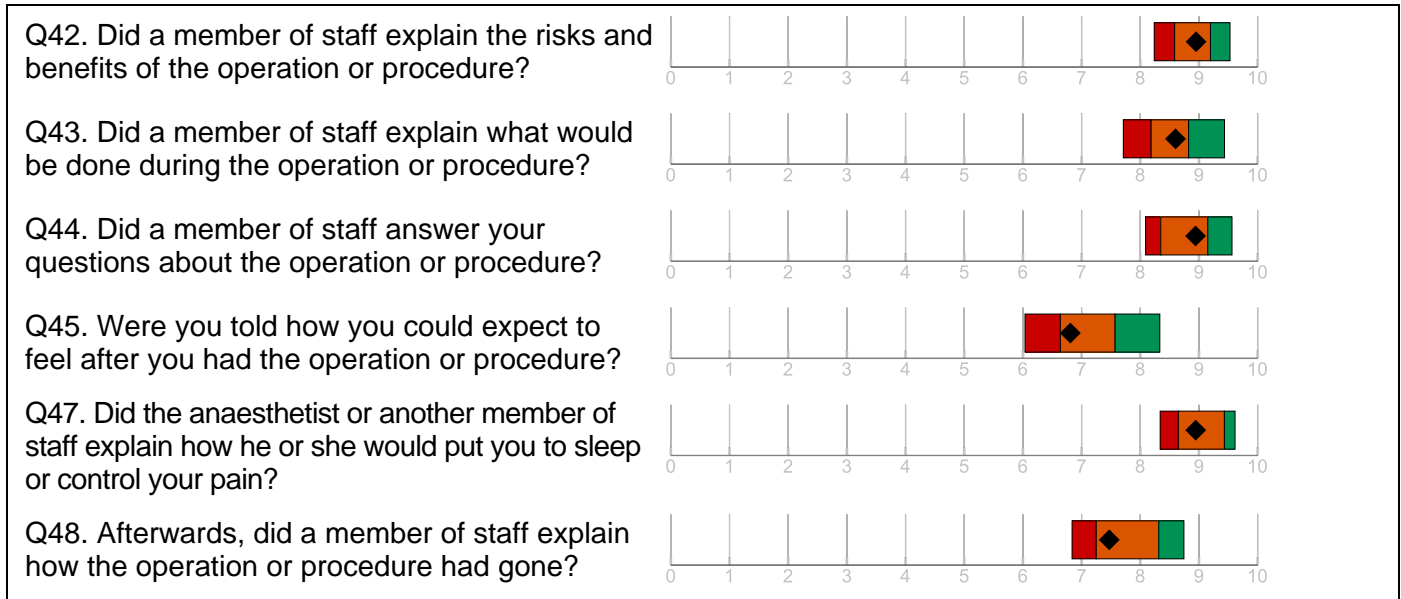 Q42. Did a member of staff explain the risks and
benefits of the operation or procedure?
0 1 2 3 4 5 6 7 8 9 10
Q43. Did a member of staff explain what would
be done during the operation or procedure?
0 1 2 3 4 5 6 7 8 9 10
Q44. Did a member of staff answer your
questions about the operation or procedure?
0 1 2 3 4 5 6 7 8 9 10
Q45. Were you told how you could expect to
feel after you had the operation or procedure?
0 1 2 3 4 5 6 7 8 9 10
Q47. Did the anaesthetist or another member of
staff explain how he or she would put you to sleep
or control your pain?
0 1 2 3 4 5 6 7 8 9 10
Q48. Afterwards, did a member of staff explain
how the operation or procedure had gone?
0 1 2 3 4 5 6 7 8 9 10